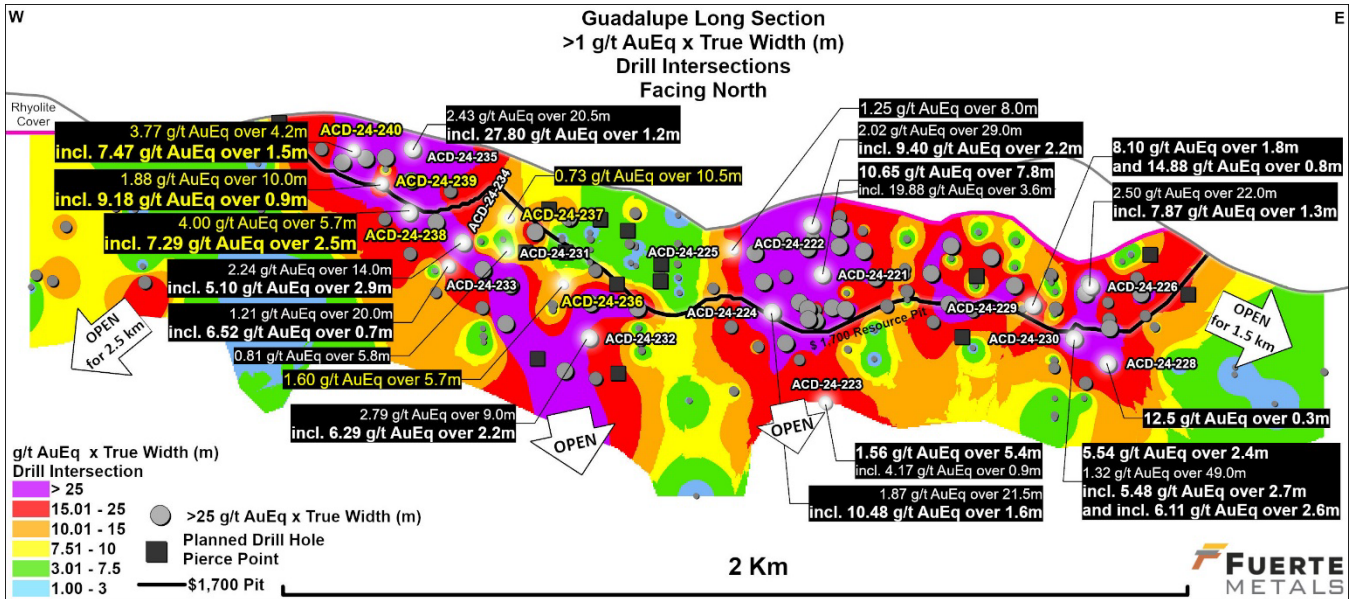 W
E
Guadalupe Long Section
>1 g/t AuEq x True Width (m)
Drill Intersections
Facing North
Rhyolite
Cover
3.77 g/t AuEq over 4.2m
incl. 7.47 g/t AuEq over 1.5m
1.88 g/t AuEq over 10.0m
incl. 9.18 g/t AuEq over 0.9m
4.00 g/t AuEq over 5.7m
incl. 7.29 g/t AuEq over 2.5m
2.24 g/t AuEq over 14.0m
incl. 5.10 g/t AuEq over 2.9m
1.21 g/t AuEq over 20.0m
incl. 6.52 g/t AuEq over 0.7m
0.81 g/t AuEq over 5.8m
1.60 g/t AuEq over 5.7m
2.79 g/t AuEq over 9.0m
incl. 6.29 g/t AuEq over 2.2m
2.43 g/t AuEq over 20.5m
incl. 27.80 g/t AuEq over 1.2m
0.73 g/t AuEq over 10.5m
1.25 g/t AuEq over 8.0m
2.02 g/t AuEq over 29.0m
incl. 9.40 g/t AuEq over 2.2m
10.65 g/t AuEq over 7.8m
incl. 19.88 g/t AuEq over 3.6m
8.10 g/t AuEq over 1.8m
and 14.88 g/t AuEq over 0.8m
2.50 g/t AuEq over 22.0m
incl. 7.87 g/t AuEq over 1.3m
ACD-24-240
ACD-24-235
ACD-24-239
ACD-24-234
ACD-24-237
ACD-24-238
ACD-24-231
ACD-24-225
ACD-24-222
ACD-24-221
ACD-24-233
ACD-24-236
ACD-24-224
ACD-24-229
ACD-24-226
ACD-24-232
ACD-24-230
ACD-24-228
ACD-24-223
$ 1,700 Resource Pit
OPEN
for 2.5 km
OPEN
OPEN
OPEN
for 1.5 km
12.5 g/t AuEq over 0.3m
1.56 g/t AuEq over 5.4m
incl. 4.17 g/t AuEq over 0.9m
1.87 g/t AuEq over 21.5m
incl. 10.48 g/t AuEq over 1.6m
5.54 g/t AuEq over 2.4m
1.32 g/t AuEq over 49.0m
incl. 5.48 g/t AuEq over 2.7m
and incl. 6.11 g/t AuEq over 2.6m
g/t AuEq x True Width (m)
Drill Intersection
> 25
15.01 - 25
10.01 - 15
7.51 - 10
3.01 - 7.5
1.00 - 3
>25 g/t AuEq x True Width (m)
Planned Drill Hole
Pierce Point
$1,700 Pit
2 Km
FUERTE
METALS